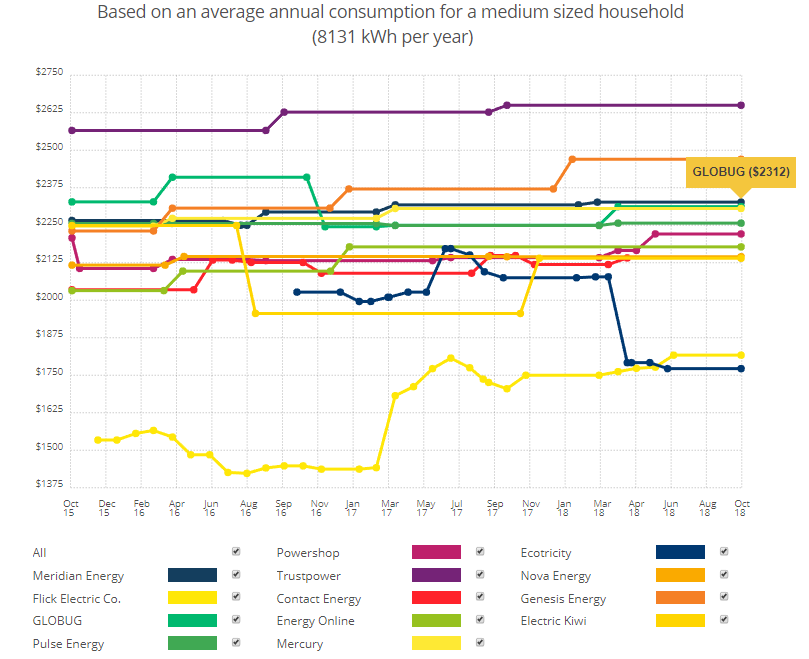 Based on an average annual consumption for a medium sized household
(8131 kWh per year)
$2750
$2625
$2500
$2375
$2250
$2125
$2000
$1875
$1750
$1625
$1500
$1375
GLOBUG ($2312)
Oct Dec Feb Apr Jun Aug Sep Nov Jan Mar May Jul Sep Nov Jan Mar Apr Jun Aug Oct
15 15 16 16 16 16 16 16 17 17 17 17 17 17 18 18 18 18 18 18
All Powershop Ecotricity
Meridian Energy Trustpower Nova Energy
Flick Electric Co. Contact Energy Genesis Energy
GLOBUG Energy Online Electric Kiwi
Pulse Energy Mercury